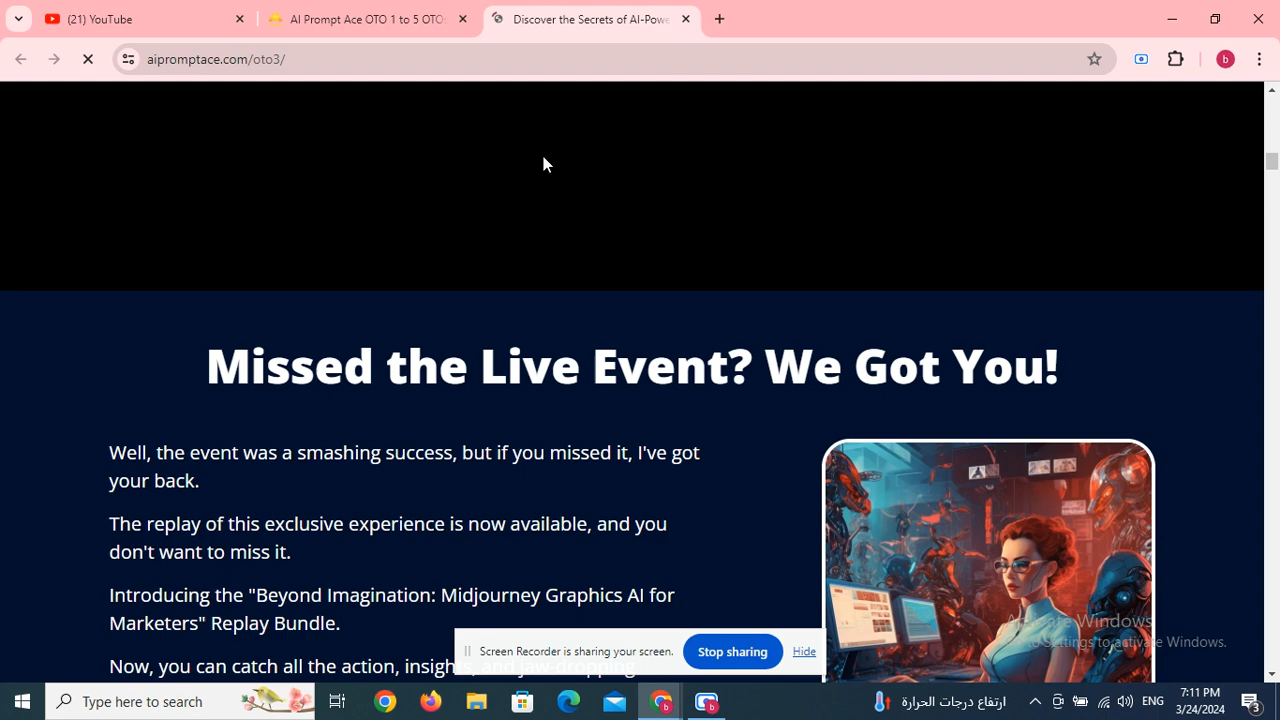 (21) YouTube
AI Prompt Ace OTO 1 to 5 OTO
Discover the Secrets of AI-Powe
aipromptace.com/oto3/
b
Missed the Live Event? We Got You!
Well, the event was a smashing success, but if you missed it, I've got
your back.
The replay of this exclusive experience is now available, and you
don't want to miss it.
Introducing the "Beyond Imagination: Midjourney Graphics AI for
Marketers" Replay Bundle.
Now, you can catch all the action, insights, and jaw-dropping
Screen Recorder is sharing your screen.
Stop sharing
Hide
Activate Windows
to Settings to activate Windows.
Type here to search
ارتفاع درجات الحرارة
ENG
7:11 PM
3/24/2024
3